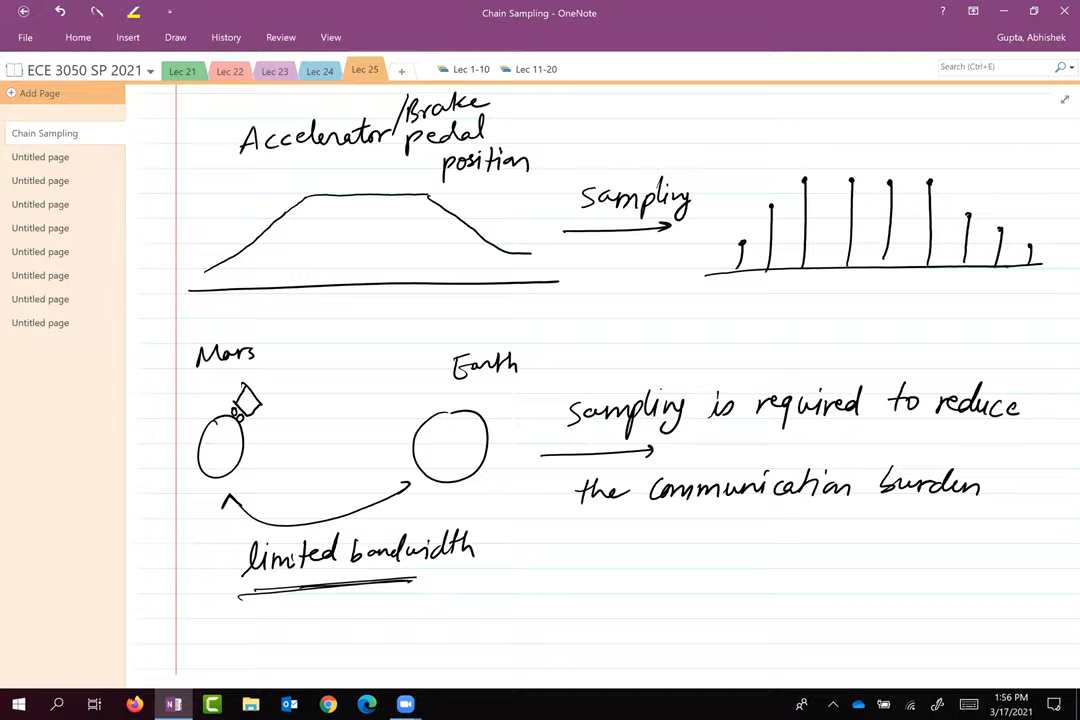 Chain Sampling - OneNote
?
File
Home
Insert
Draw
History
Review
View
Gupta, Abhishek
ECE 3050 SP 2021
Lec 21
Lec 22
Lec 23
Lec 24
Lec 25
+
Lec 1-10
Lec 11-20
Search (Ctrl+E)
Add Page
Chain Sampling
Untitled page
Untitled page
Untitled page
Untitled page
Untitled page
Untitled page
Untitled page
Untitled page
Accelerator/Brake
pedal
position
Sampling
Mars
Earth
Sampling is required to reduce
the communication burden
limited bandwidth
1:56 PM
3/17/2021